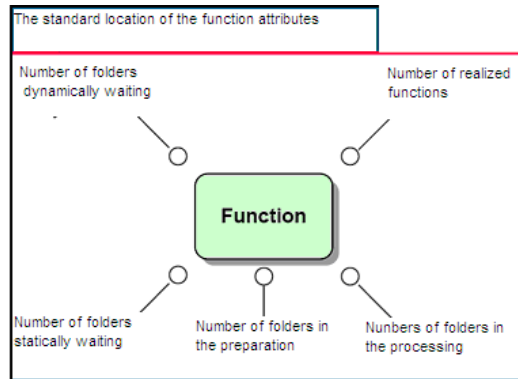 The standard location of the function attributes
Number of folders
dynamically waiting
Number of realized
functions
Function
Number of folders
statically waiting
Number of folders in
the preparation
Nunbers of folders in
the processing